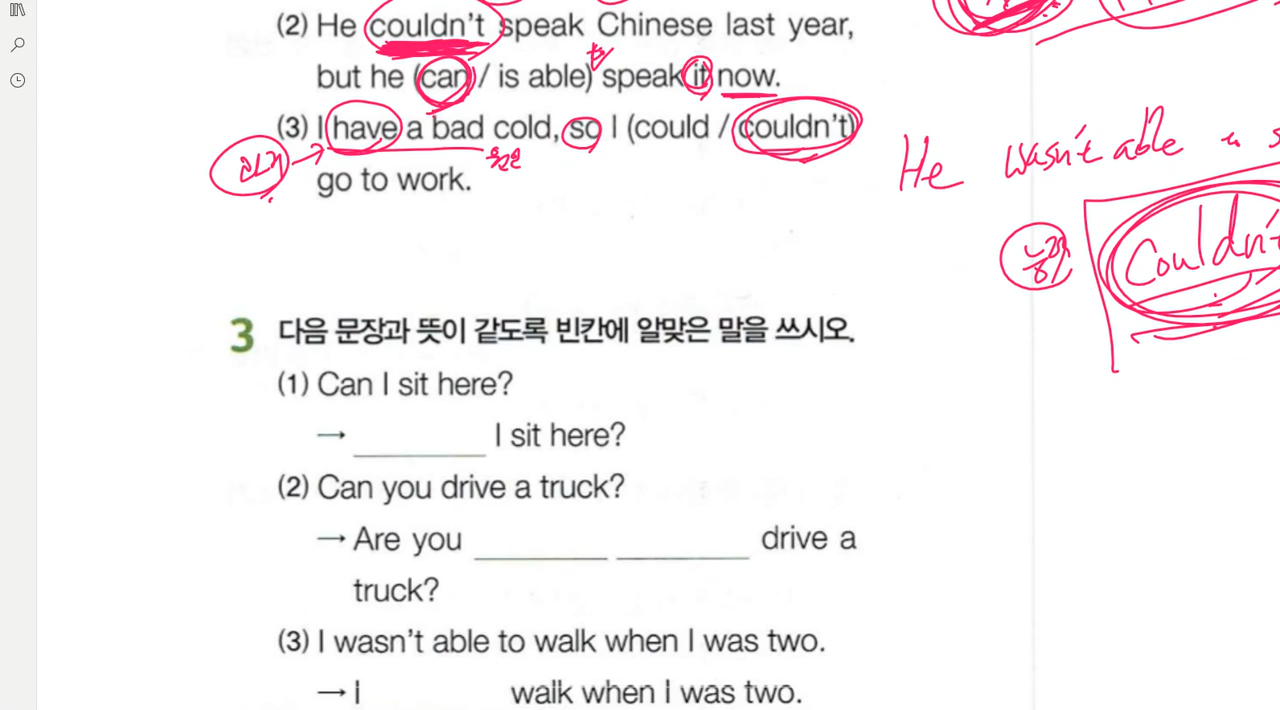 (2) He couldn't speak Chinese last year,
but he (can / is able) speak it now.
(3) I have a bad cold, so I (could / couldn't)
go to work.
He wasn't able
Couldn't
3 다음 문장과 뜻이 같도록 빈칸에 알맞은 말을 쓰시오.
(1) Can I sit here?
→ ________ I sit here?
(2) Can you drive a truck?
→ Are you ________ ________ drive a
truck?
(3) I wasn't able to walk when I was two.
→ I ________ walk when I was two.